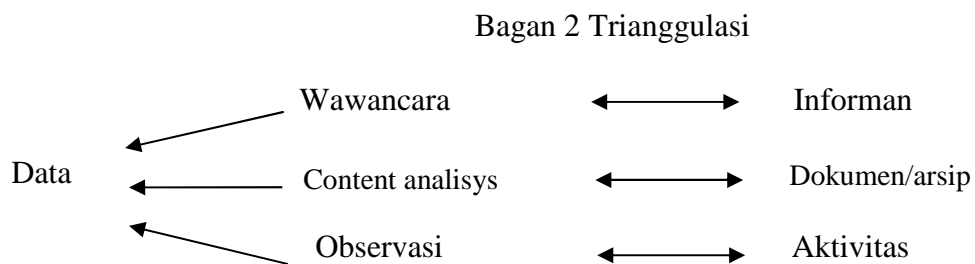 Bagan 2 Trianggulasi
Wawancara Informan
Data Content analisys Dokumen/arsip
Observasi Aktivitas